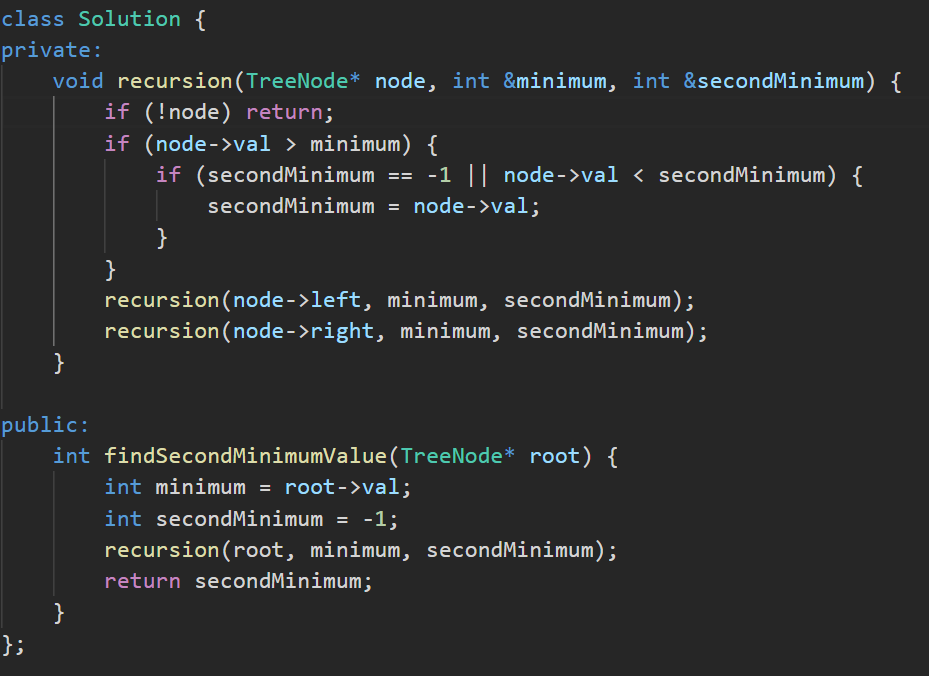 class Solution {
private:
    void recursion(TreeNode* node, int &minimum, int &secondMinimum) {
        if (!node) return;
        if (node->val > minimum) {
            if (secondMinimum == -1 || node->val < secondMinimum) {
                secondMinimum = node->val;
            }
        }
        recursion(node->left, minimum, secondMinimum);
        recursion(node->right, minimum, secondMinimum);
    }

public:
    int findSecondMinimumValue(TreeNode* root) {
        int minimum = root->val;
        int secondMinimum = -1;
        recursion(root, minimum, secondMinimum);
        return secondMinimum;
    }
};